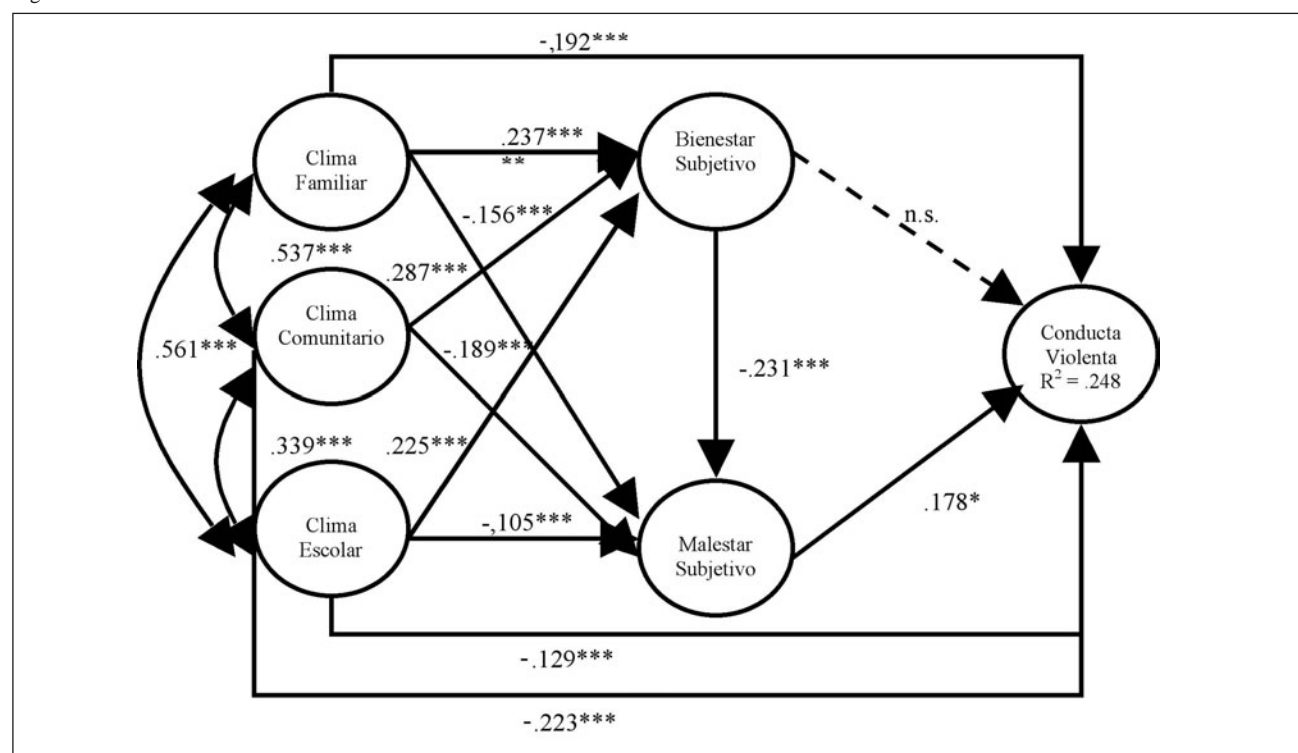 -,192***
Clima
Familiar
.237***
**
Bienestar
Subjetivo
-.156***
n.s.
.537***
.287***
Clima
Comunitario
.561***
-.189***
-.231***
Conducta
Violenta
R² = .248
.339***
.225***
Clima
Escolar
-,105***
.178*
Malestar
Subjetivo
-.129***
-.223***